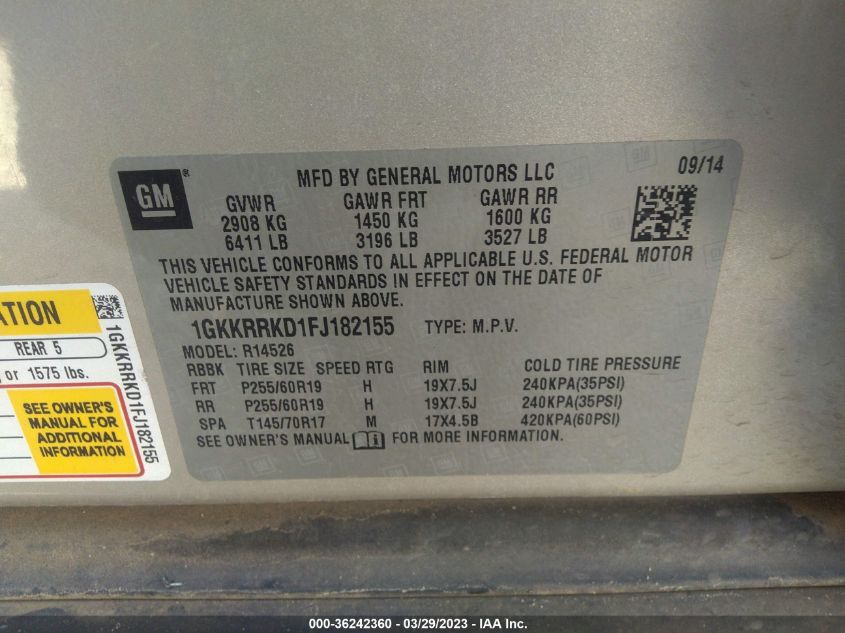 GM ®
MFD BY GENERAL MOTORS LLC
09/14
GVWR GAWR FRT GAWR RR
2908 KG 1450 KG 1600 KG
6411 LB 3196 LB 3527 LB
THIS VEHICLE CONFORMS TO ALL APPLICABLE U.S. FEDERAL MOTOR
VEHICLE SAFETY STANDARDS IN EFFECT ON THE DATE OF
MANUFACTURE SHOWN ABOVE.
1GKKRRKD1FJ182155 TYPE: M.P.V.
MODEL: R14526
RBBK TIRE SIZE SPEED RTG RIM COLD TIRE PRESSURE
FRT P255/60R19 H 19X7.5J 240KPA(35PSI)
RR P255/60R19 H 19X7.5J 240KPA(35PSI)
SPA T145/70R17 M 17X4.5B 420KPA(60PSI)
SEE OWNER'S MANUAL FOR MORE INFORMATION.
ATION
REAR 5
or 1575 lbs.
SEE OWNER'S
MANUAL FOR
ADDITIONAL
INFORMATION
1GKKRRKD1FJ182155
000-36242360 - 03/29/2023 - IAA Inc.